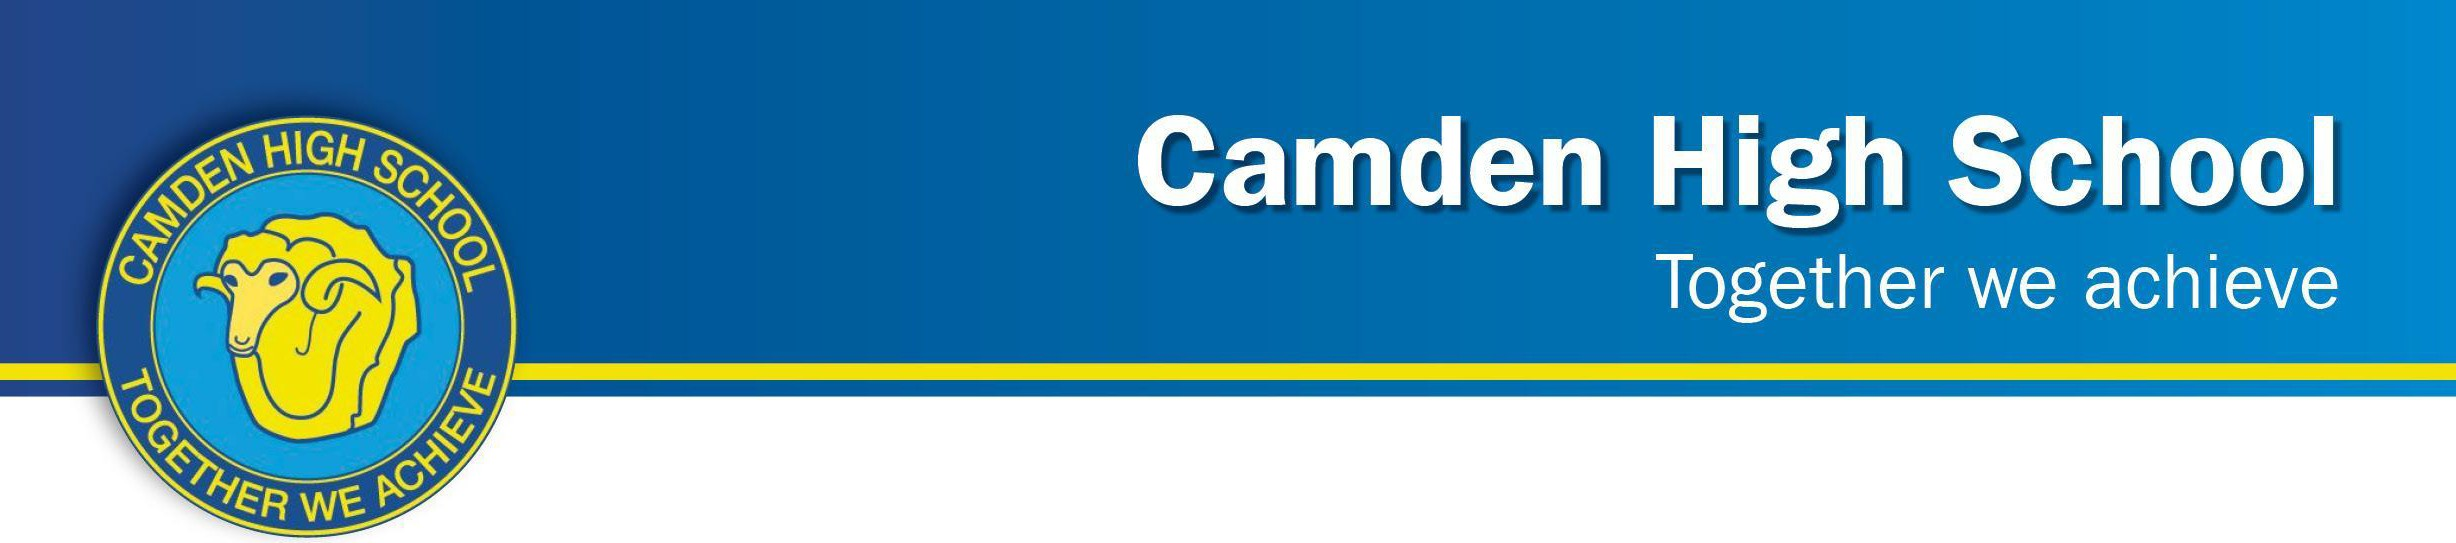 CAMDEN HIGH SCHOOL
TOGETHER WE ACHIEVE
Camden High School
Together we achieve